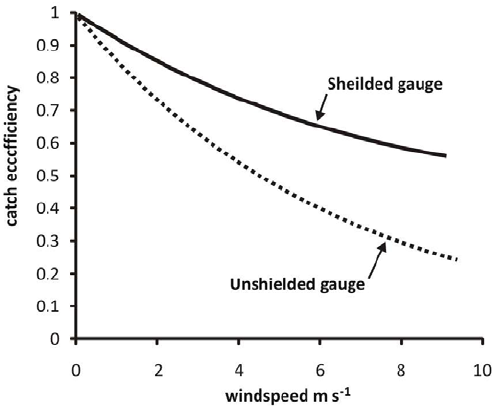 1
0.9
0.8
0.7
0.6
0.5
0.4
0.3
0.2
0.1
0
catch ecccfficiency
Sheilded gauge
Unshielded gauge
0 2 4 6 8 10
windspeed m s⁻¹